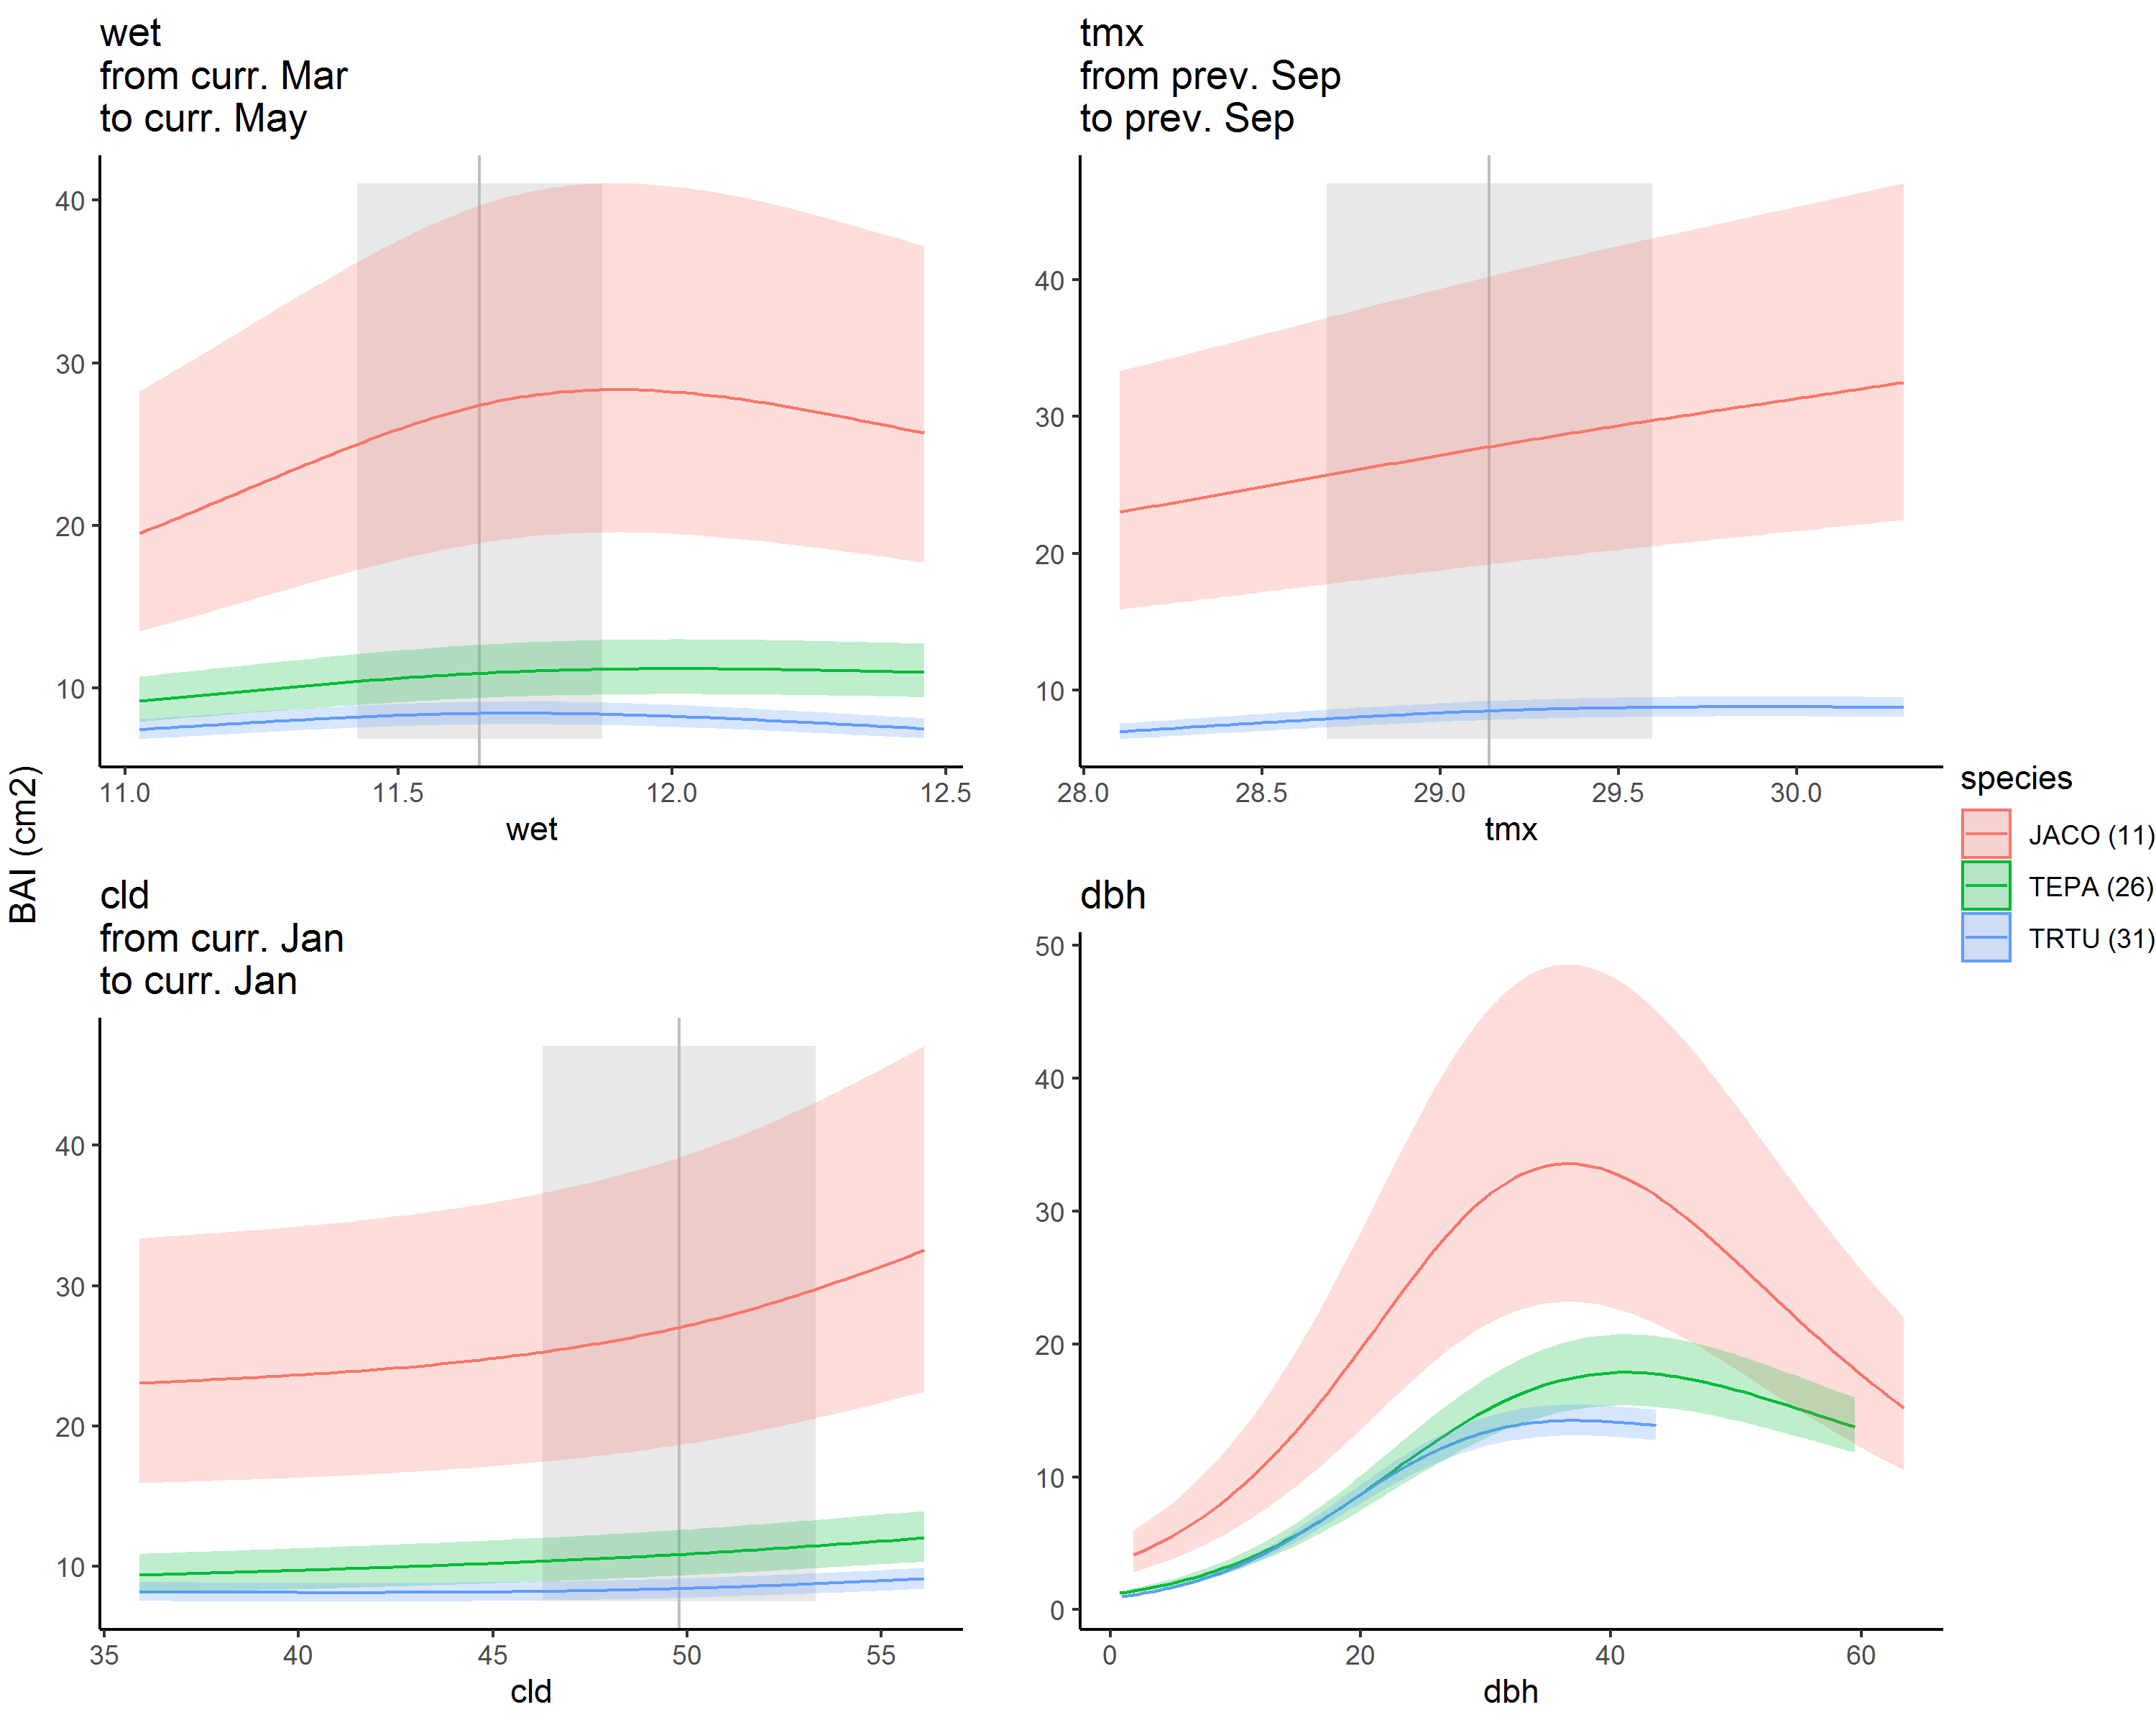 wet
from curr. Mar
to curr. May
40
30
20
10
11.0 11.5 12.0 12.5
wet
tmx
from prev. Sep
to prev. Sep
40
30
20
10
28.0 28.5 29.0 29.5 30.0
tmx
BAI (cm2)
cld
from curr. Jan
to curr. Jan
40
30
20
10
35 40 45 50 55
cld
dbh
50
40
30
20
10
0
0 20 40 60
dbh
species
JACO (11)
TEPA (26)
TRTU (31)